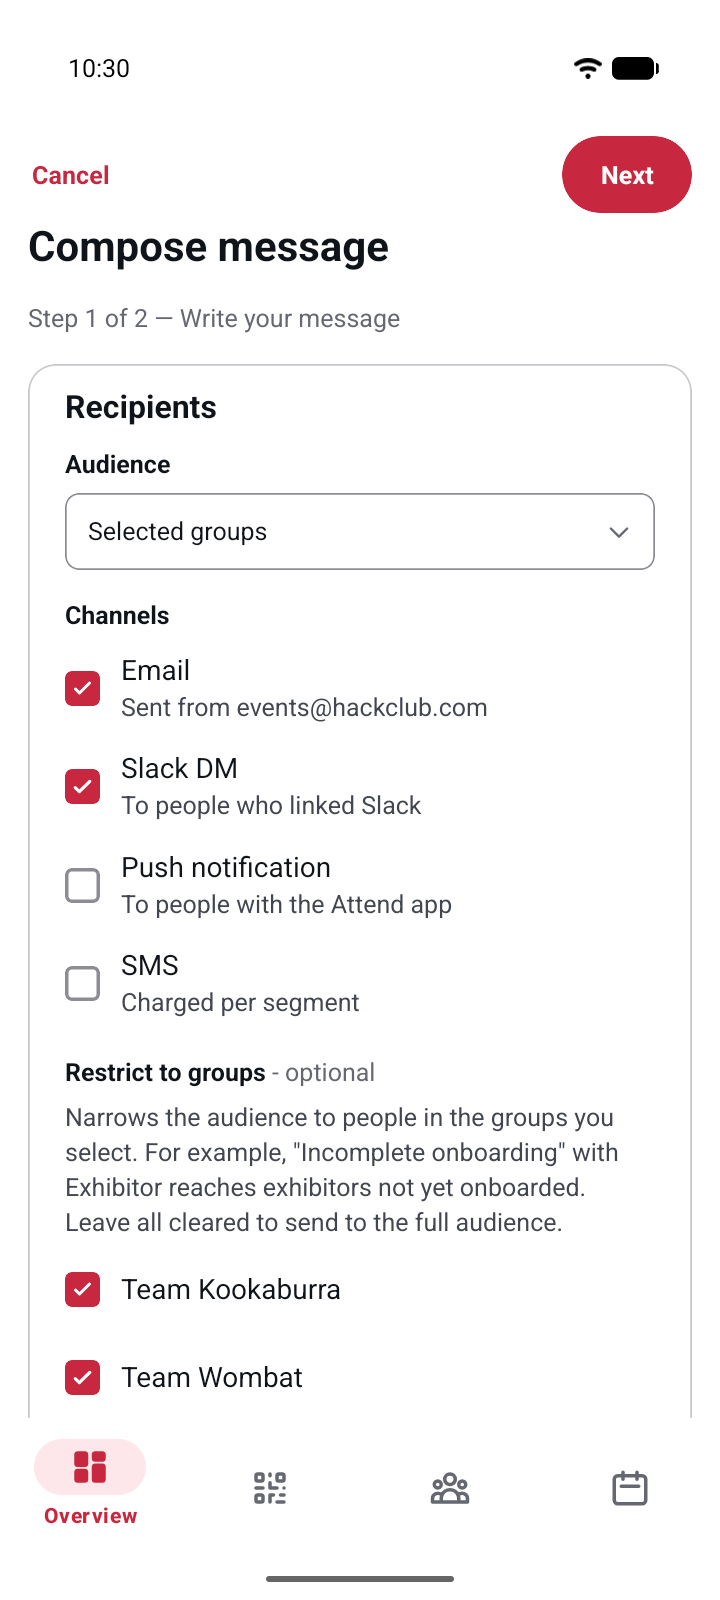 10:30
Cancel
Next
Compose message
Step 1 of 2 — Write your message
Recipients
Audience
Selected groups
Channels
Email
Sent from events@hackclub.com
Slack DM
To people who linked Slack
Push notification
To people with the Attend app
SMS
Charged per segment
Restrict to groups - optional
Narrows the audience to people in the groups you
select. For example, "Incomplete onboarding" with
Exhibitor reaches exhibitors not yet onboarded.
Leave all cleared to send to the full audience.
Team Kookaburra
Team Wombat
Overview